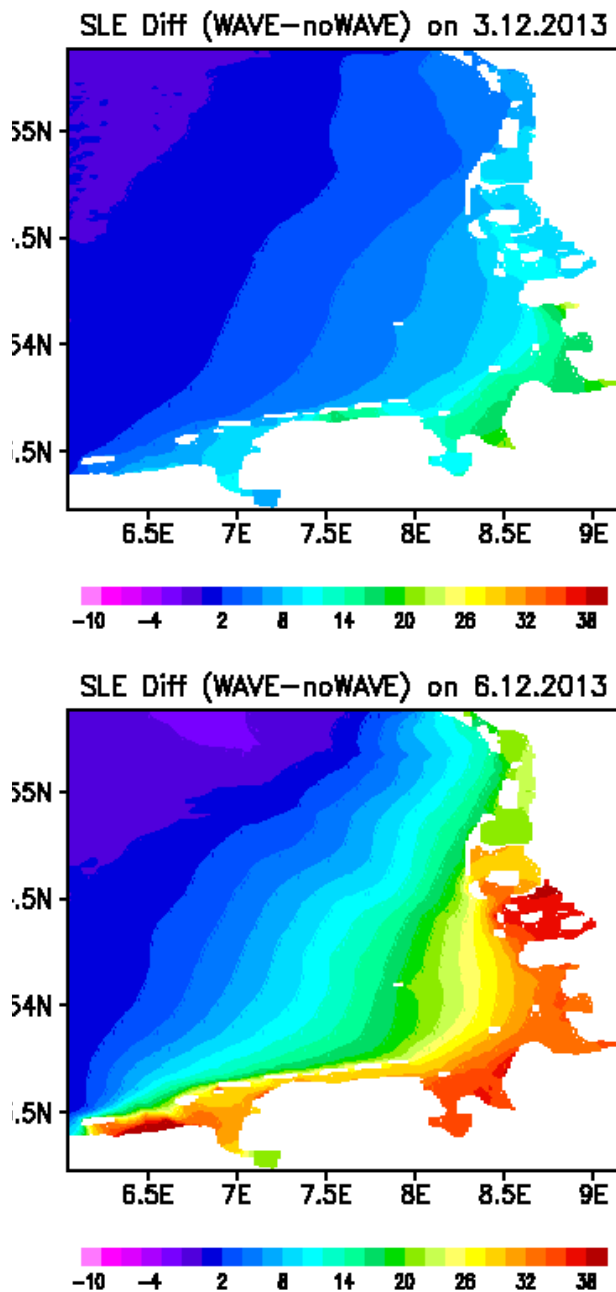 SLE Diff (WAVE−noWAVE) on 3.12.2013
55N
.5N
54N
.5N
6.5E 7E 7.5E 8E 8.5E 9E
−10 −4 2 8 14 20 26 32 38
SLE Diff (WAVE−noWAVE) on 6.12.2013
55N
.5N
54N
.5N
6.5E 7E 7.5E 8E 8.5E 9E
−10 −4 2 8 14 20 26 32 38